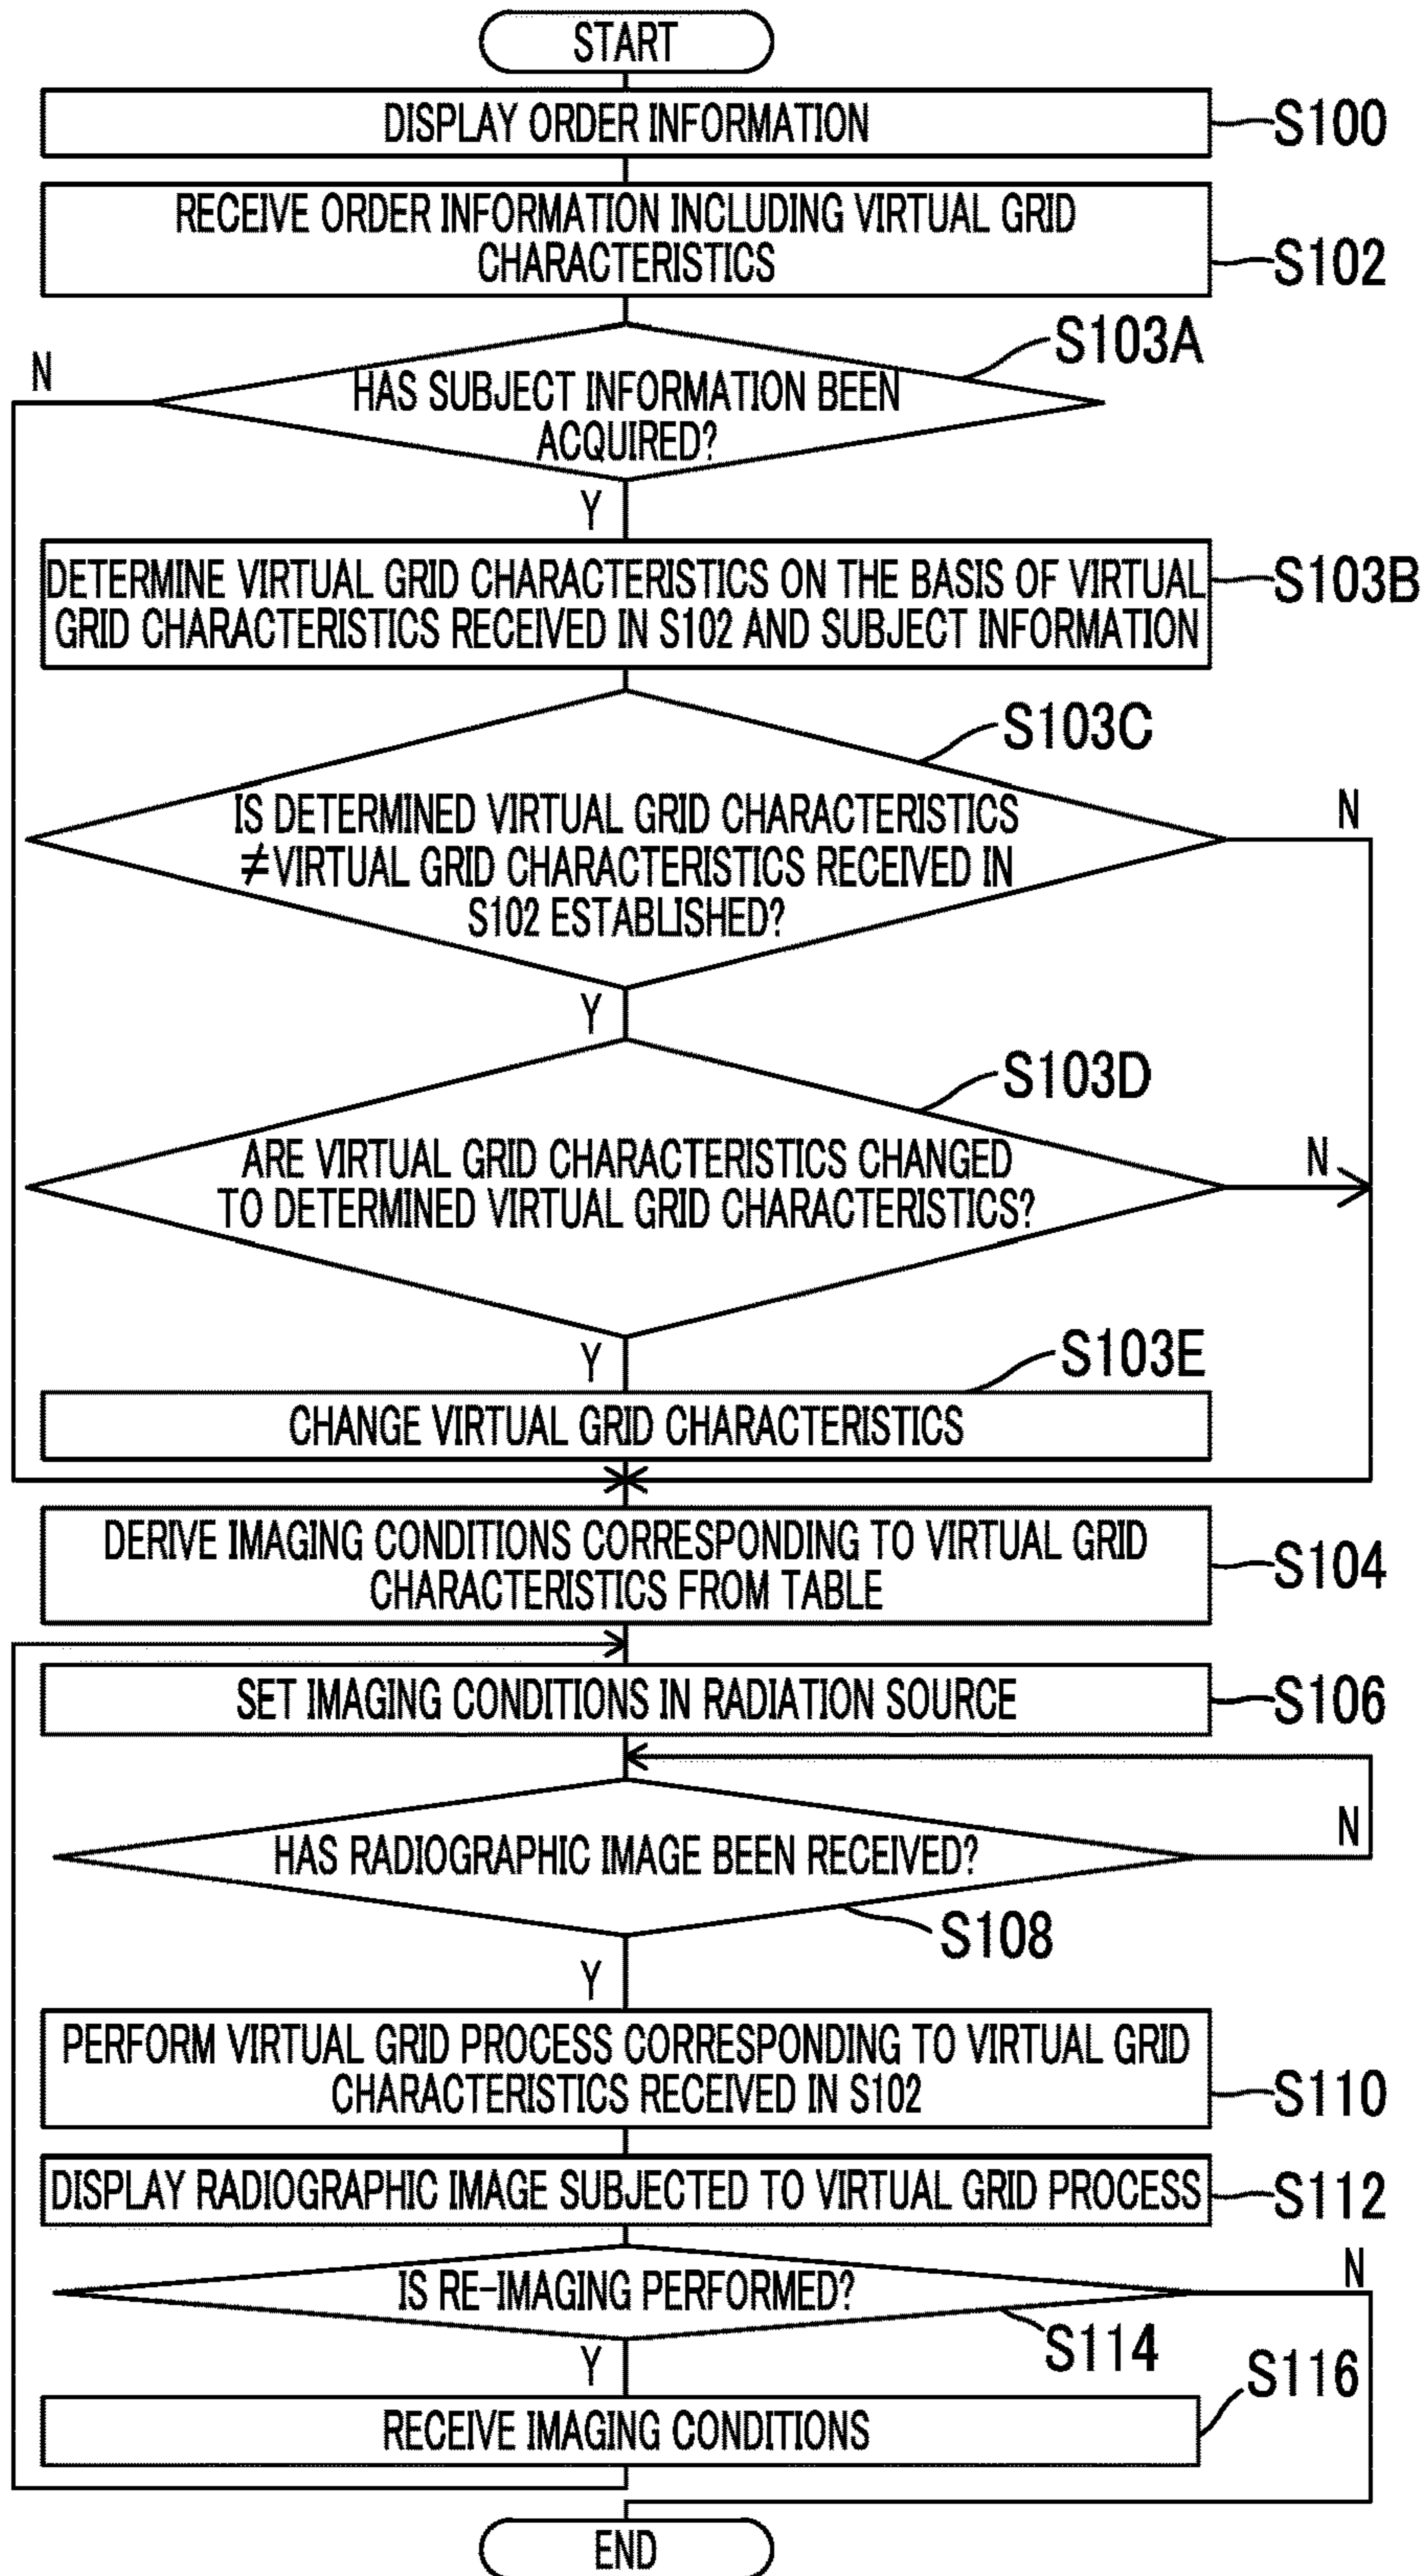 START
DISPLAY ORDER INFORMATION
S100
RECEIVE ORDER INFORMATION INCLUDING VIRTUAL GRID
CHARACTERISTICS
S102
S103A
N
HAS SUBJECT INFORMATION BEEN
ACQUIRED?
Y
DETERMINE VIRTUAL GRID CHARACTERISTICS ON THE BASIS OF VIRTUAL
GRID CHARACTERISTICS RECEIVED IN S102 AND SUBJECT INFORMATION
S103B
S103C
IS DETERMINED VIRTUAL GRID CHARACTERISTICS
≠VIRTUAL GRID CHARACTERISTICS RECEIVED IN
S102 ESTABLISHED?
N
Y
S103D
ARE VIRTUAL GRID CHARACTERISTICS CHANGED
TO DETERMINED VIRTUAL GRID CHARACTERISTICS?
N
Y
S103E
CHANGE VIRTUAL GRID CHARACTERISTICS
DERIVE IMAGING CONDITIONS CORRESPONDING TO VIRTUAL GRID
CHARACTERISTICS FROM TABLE
S104
SET IMAGING CONDITIONS IN RADIATION SOURCE
S106
HAS RADIOGRAPHIC IMAGE BEEN RECEIVED?
N
S108
Y
PERFORM VIRTUAL GRID PROCESS CORRESPONDING TO VIRTUAL GRID
CHARACTERISTICS RECEIVED IN S102
S110
DISPLAY RADIOGRAPHIC IMAGE SUBJECTED TO VIRTUAL GRID PROCESS
S112
IS RE-IMAGING PERFORMED?
N
S114
Y
S116
RECEIVE IMAGING CONDITIONS
END